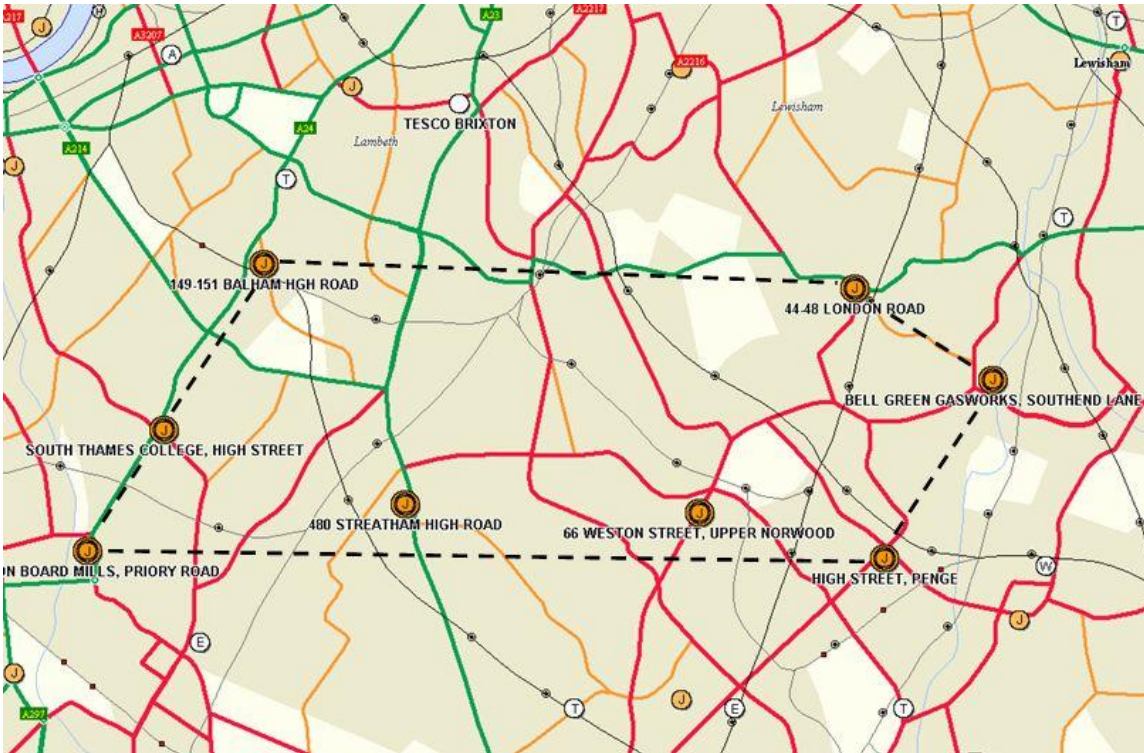 A217
J
H
A3207
A
A23
A2217
T
A2216
J
Lewisham
J
J
TESCO BRIXTON
Lewisham
A24
Lambeth
A214
J
T
T
J
149-151 BALHAM HGH ROAD
J
44-48 LONDON ROAD
J
BELL GREEN GASWORKS, SOUTHEND LANE
J
SOUTH THAMES COLLEGE, HIGH STREET
J
480 STREATHAM HIGH ROAD
J
66 WESTON STREET, UPPER NORWOOD
J
ON BOARD MILLS, PRIORY ROAD
J
HIGH STREET, PENGE
W
J
E
J
J
T
E
T
A297